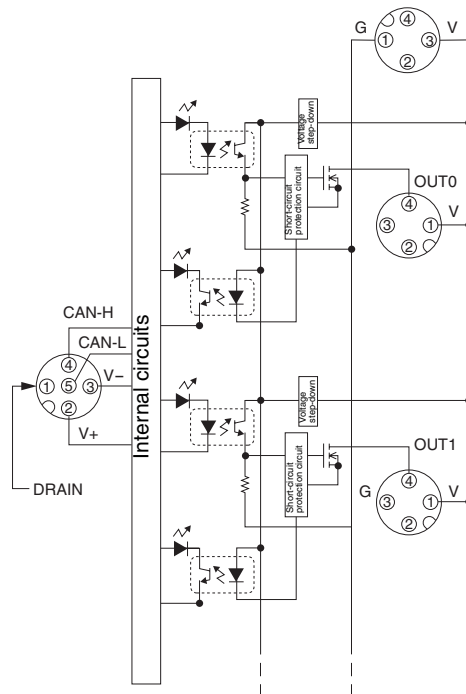 G
V
4
1
3
2
Voltage
step-down
Short-circuit
protection circuit
OUT0
4
3
1
V
2
Internal circuits
CAN-H
CAN-L
4
1
5
3
V−
2
V+
DRAIN
Voltage
step-down
Short-circuit
protection circuit
OUT1
G
4
3
1
V
2